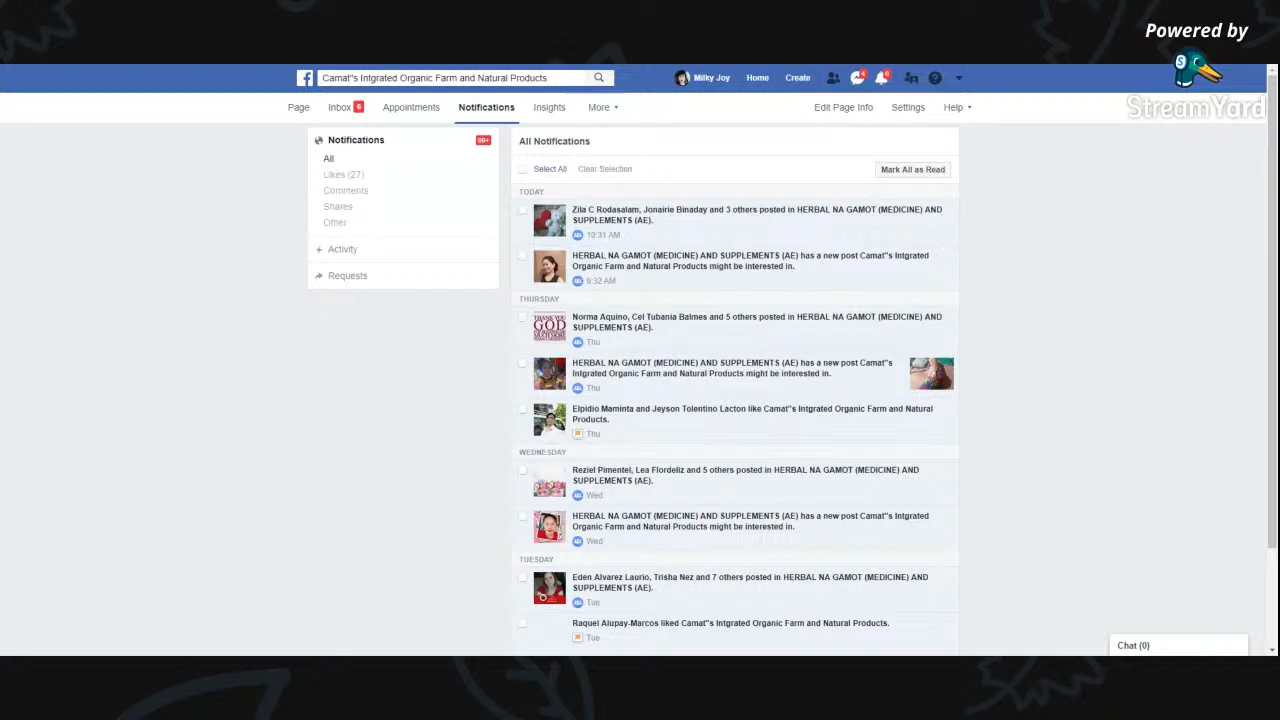 Powered by
StreamYard
Camat"s Intgrated Organic Farm and Natural Products
Milky Joy Home Create
Page Inbox 6 Appointments Notifications Insights More Edit Page Info Settings Help
Notifications 99+
All
Likes (27)
Comments
Shares
Other
Activity
Requests
All Notifications
Select All Clear Selection Mark All as Read
TODAY
Zila C Rodasalam, Jonairie Binaday and 3 others posted in HERBAL NA GAMOT (MEDICINE) AND
SUPPLEMENTS (AE).
10:31 AM
HERBAL NA GAMOT (MEDICINE) AND SUPPLEMENTS (AE) has a new post Camat"s Intgrated
Organic Farm and Natural Products might be interested in.
9:32 AM
THURSDAY
Norma Aquino, Cel Tubania Balmes and 5 others posted in HERBAL NA GAMOT (MEDICINE) AND
SUPPLEMENTS (AE).
Thu
HERBAL NA GAMOT (MEDICINE) AND SUPPLEMENTS (AE) has a new post Camat"s
Intgrated Organic Farm and Natural Products might be interested in.
Thu
Elpidio Maminta and Jeyson Tolentino Lacton like Camat"s Intgrated Organic Farm and Natural
Products.
Thu
WEDNESDAY
Reziel Pimentel, Lea Flordeliz and 5 others posted in HERBAL NA GAMOT (MEDICINE) AND
SUPPLEMENTS (AE).
Wed
HERBAL NA GAMOT (MEDICINE) AND SUPPLEMENTS (AE) has a new post Camat"s Intgrated
Organic Farm and Natural Products might be interested in.
Wed
TUESDAY
Eden Alvarez Laurio, Trisha Nez and 7 others posted in HERBAL NA GAMOT (MEDICINE) AND
SUPPLEMENTS (AE).
Tue
Raquel Alupay-Marcos liked Camat"s Intgrated Organic Farm and Natural Products.
Tue
Chat (0)